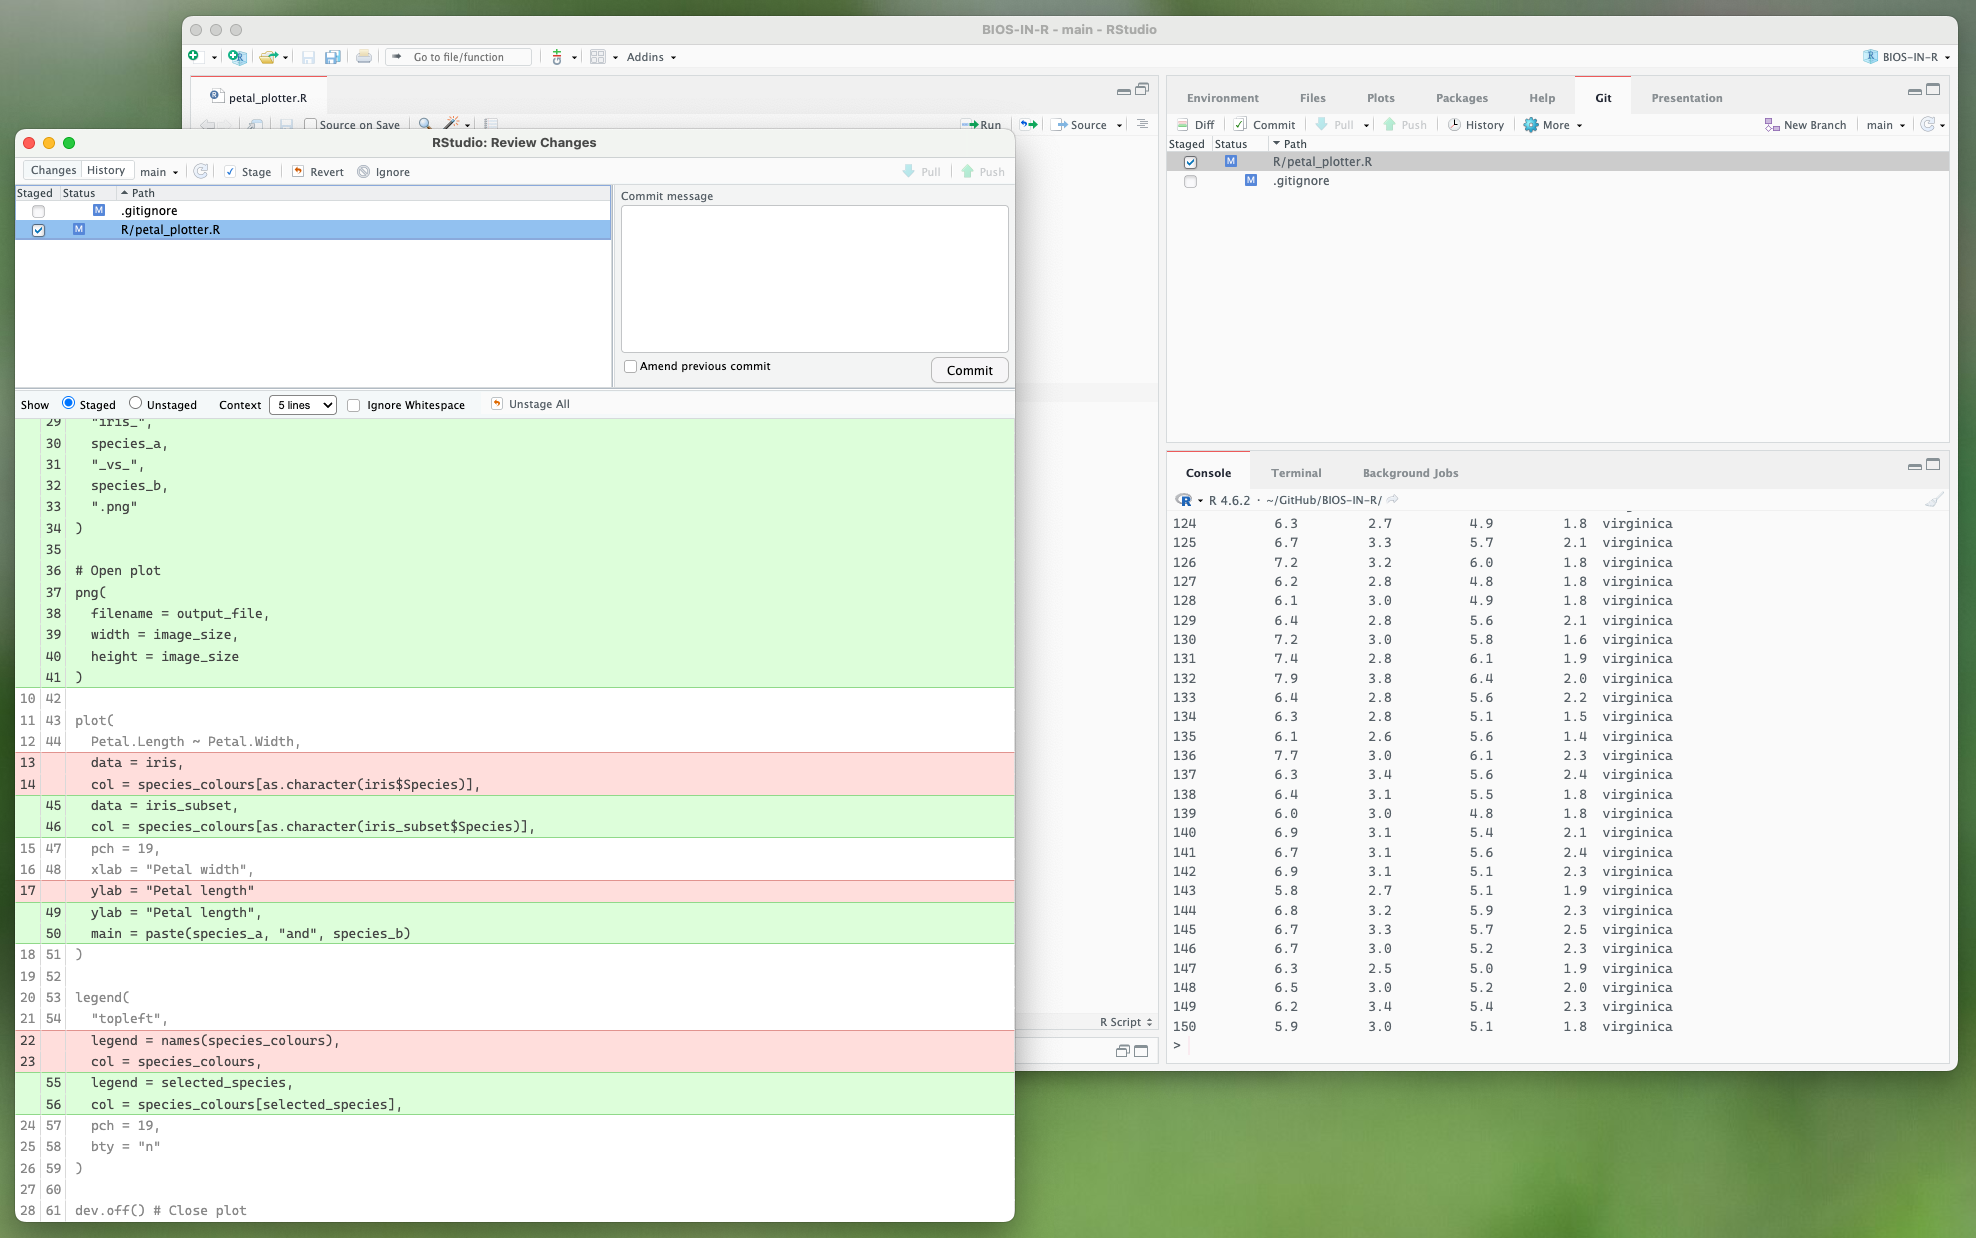 BIOS-IN-R - main - RStudio
Go to file/function
Addins
BIOS-IN-R
petal_plotter.R
Source on Save
Run
Source
Environment
Files
Plots
Packages
Help
Git
Presentation
Diff
Commit
Pull
Push
History
More
New Branch
main
Staged
Status
Path
M
R/petal_plotter.R
M
.gitignore
RStudio: Review Changes
Changes
History
main
Stage
Revert
Ignore
Pull
Push
Staged
Status
Path
M
.gitignore
M
R/petal_plotter.R
Commit message
Amend previous commit
Commit
Show
Staged
Unstaged
Context
5 lines
Ignore Whitespace
Unstage All
29 "iris_",
30 species_a,
31 "_vs_",
32 species_b,
33 ".png"
34 )
35
36 # Open plot
37 png(
38 filename = output_file,
39 width = image_size,
40 height = image_size
41 )
10 42
11 43 plot(
12 44 Petal.Length ~ Petal.Width,
13 data = iris,
14 col = species_colours[as.character(iris$Species)],
45 data = iris_subset,
46 col = species_colours[as.character(iris_subset$Species)],
15 47 pch = 19,
16 48 xlab = "Petal width",
17 ylab = "Petal length"
49 ylab = "Petal length",
50 main = paste(species_a, "and", species_b)
18 51 )
19 52
20 53 legend(
21 54 "topleft",
22 legend = names(species_colours),
23 col = species_colours,
55 legend = selected_species,
56 col = species_colours[selected_species],
24 57 pch = 19,
25 58 bty = "n"
26 59 )
27 60
28 61 dev.off() # Close plot
R Script
Console
Terminal
Background Jobs
R 4.6.2 · ~/GitHub/BIOS-IN-R/
124 6.3 2.7 4.9 1.8 virginica
125 6.7 3.3 5.7 2.1 virginica
126 7.2 3.2 6.0 1.8 virginica
127 6.2 2.8 4.8 1.8 virginica
128 6.1 3.0 4.9 1.8 virginica
129 6.4 2.8 5.6 2.1 virginica
130 7.2 3.0 5.8 1.6 virginica
131 7.4 2.8 6.1 1.9 virginica
132 7.9 3.8 6.4 2.0 virginica
133 6.4 2.8 5.6 2.2 virginica
134 6.3 2.8 5.1 1.5 virginica
135 6.1 2.6 5.6 1.4 virginica
136 7.7 3.0 6.1 2.3 virginica
137 6.3 3.4 5.6 2.4 virginica
138 6.4 3.1 5.5 1.8 virginica
139 6.0 3.0 4.8 1.8 virginica
140 6.9 3.1 5.4 2.1 virginica
141 6.7 3.1 5.6 2.4 virginica
142 6.9 3.1 5.1 2.3 virginica
143 5.8 2.7 5.1 1.9 virginica
144 6.8 3.2 5.9 2.3 virginica
145 6.7 3.3 5.7 2.5 virginica
146 6.7 3.0 5.2 2.3 virginica
147 6.3 2.5 5.0 1.9 virginica
148 6.5 3.0 5.2 2.0 virginica
149 6.2 3.4 5.4 2.3 virginica
150 5.9 3.0 5.1 1.8 virginica
>